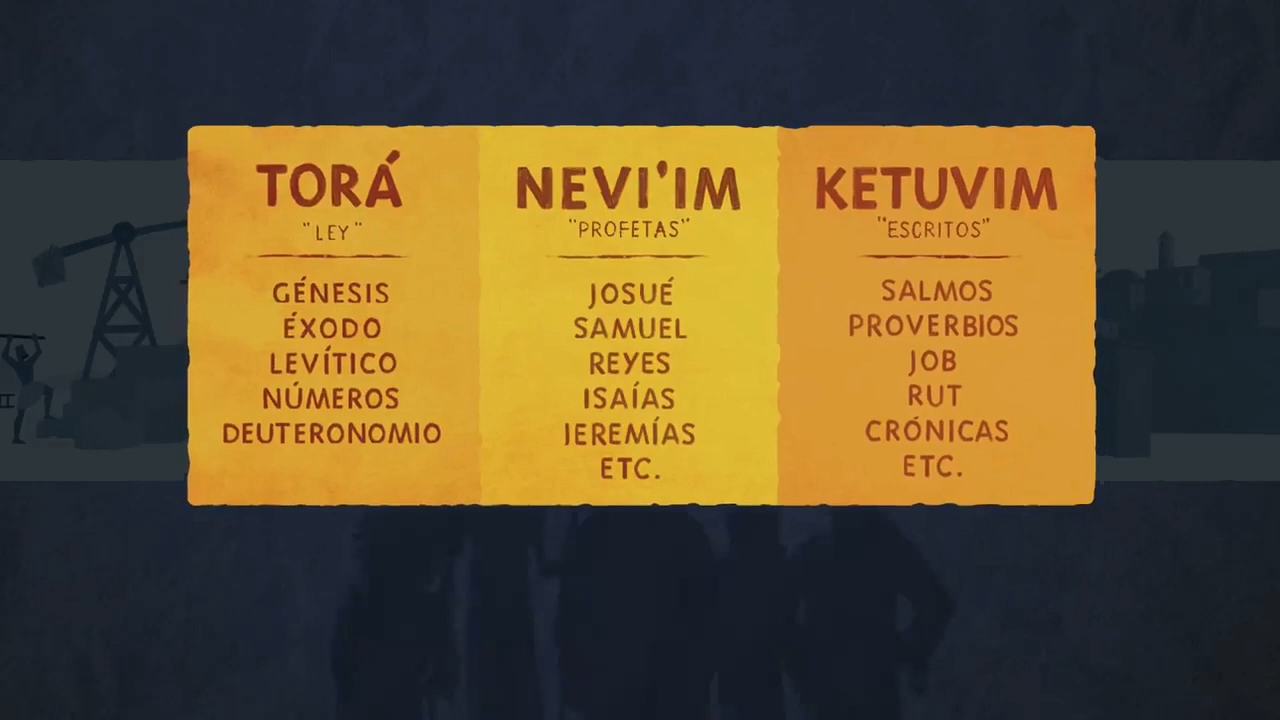 TORÁ
"LEY"
GÉNESIS
ÉXODO
LEVÍTICO
NÚMEROS
DEUTERONOMIO
NEVI'IM
"PROFETAS"
JOSUÉ
SAMUEL
REYES
ISAÍAS
JEREMÍAS
ETC.
KETUVIM
"ESCRITOS"
SALMOS
PROVERBIOS
JOB
RUT
CRÓNICAS
ETC.